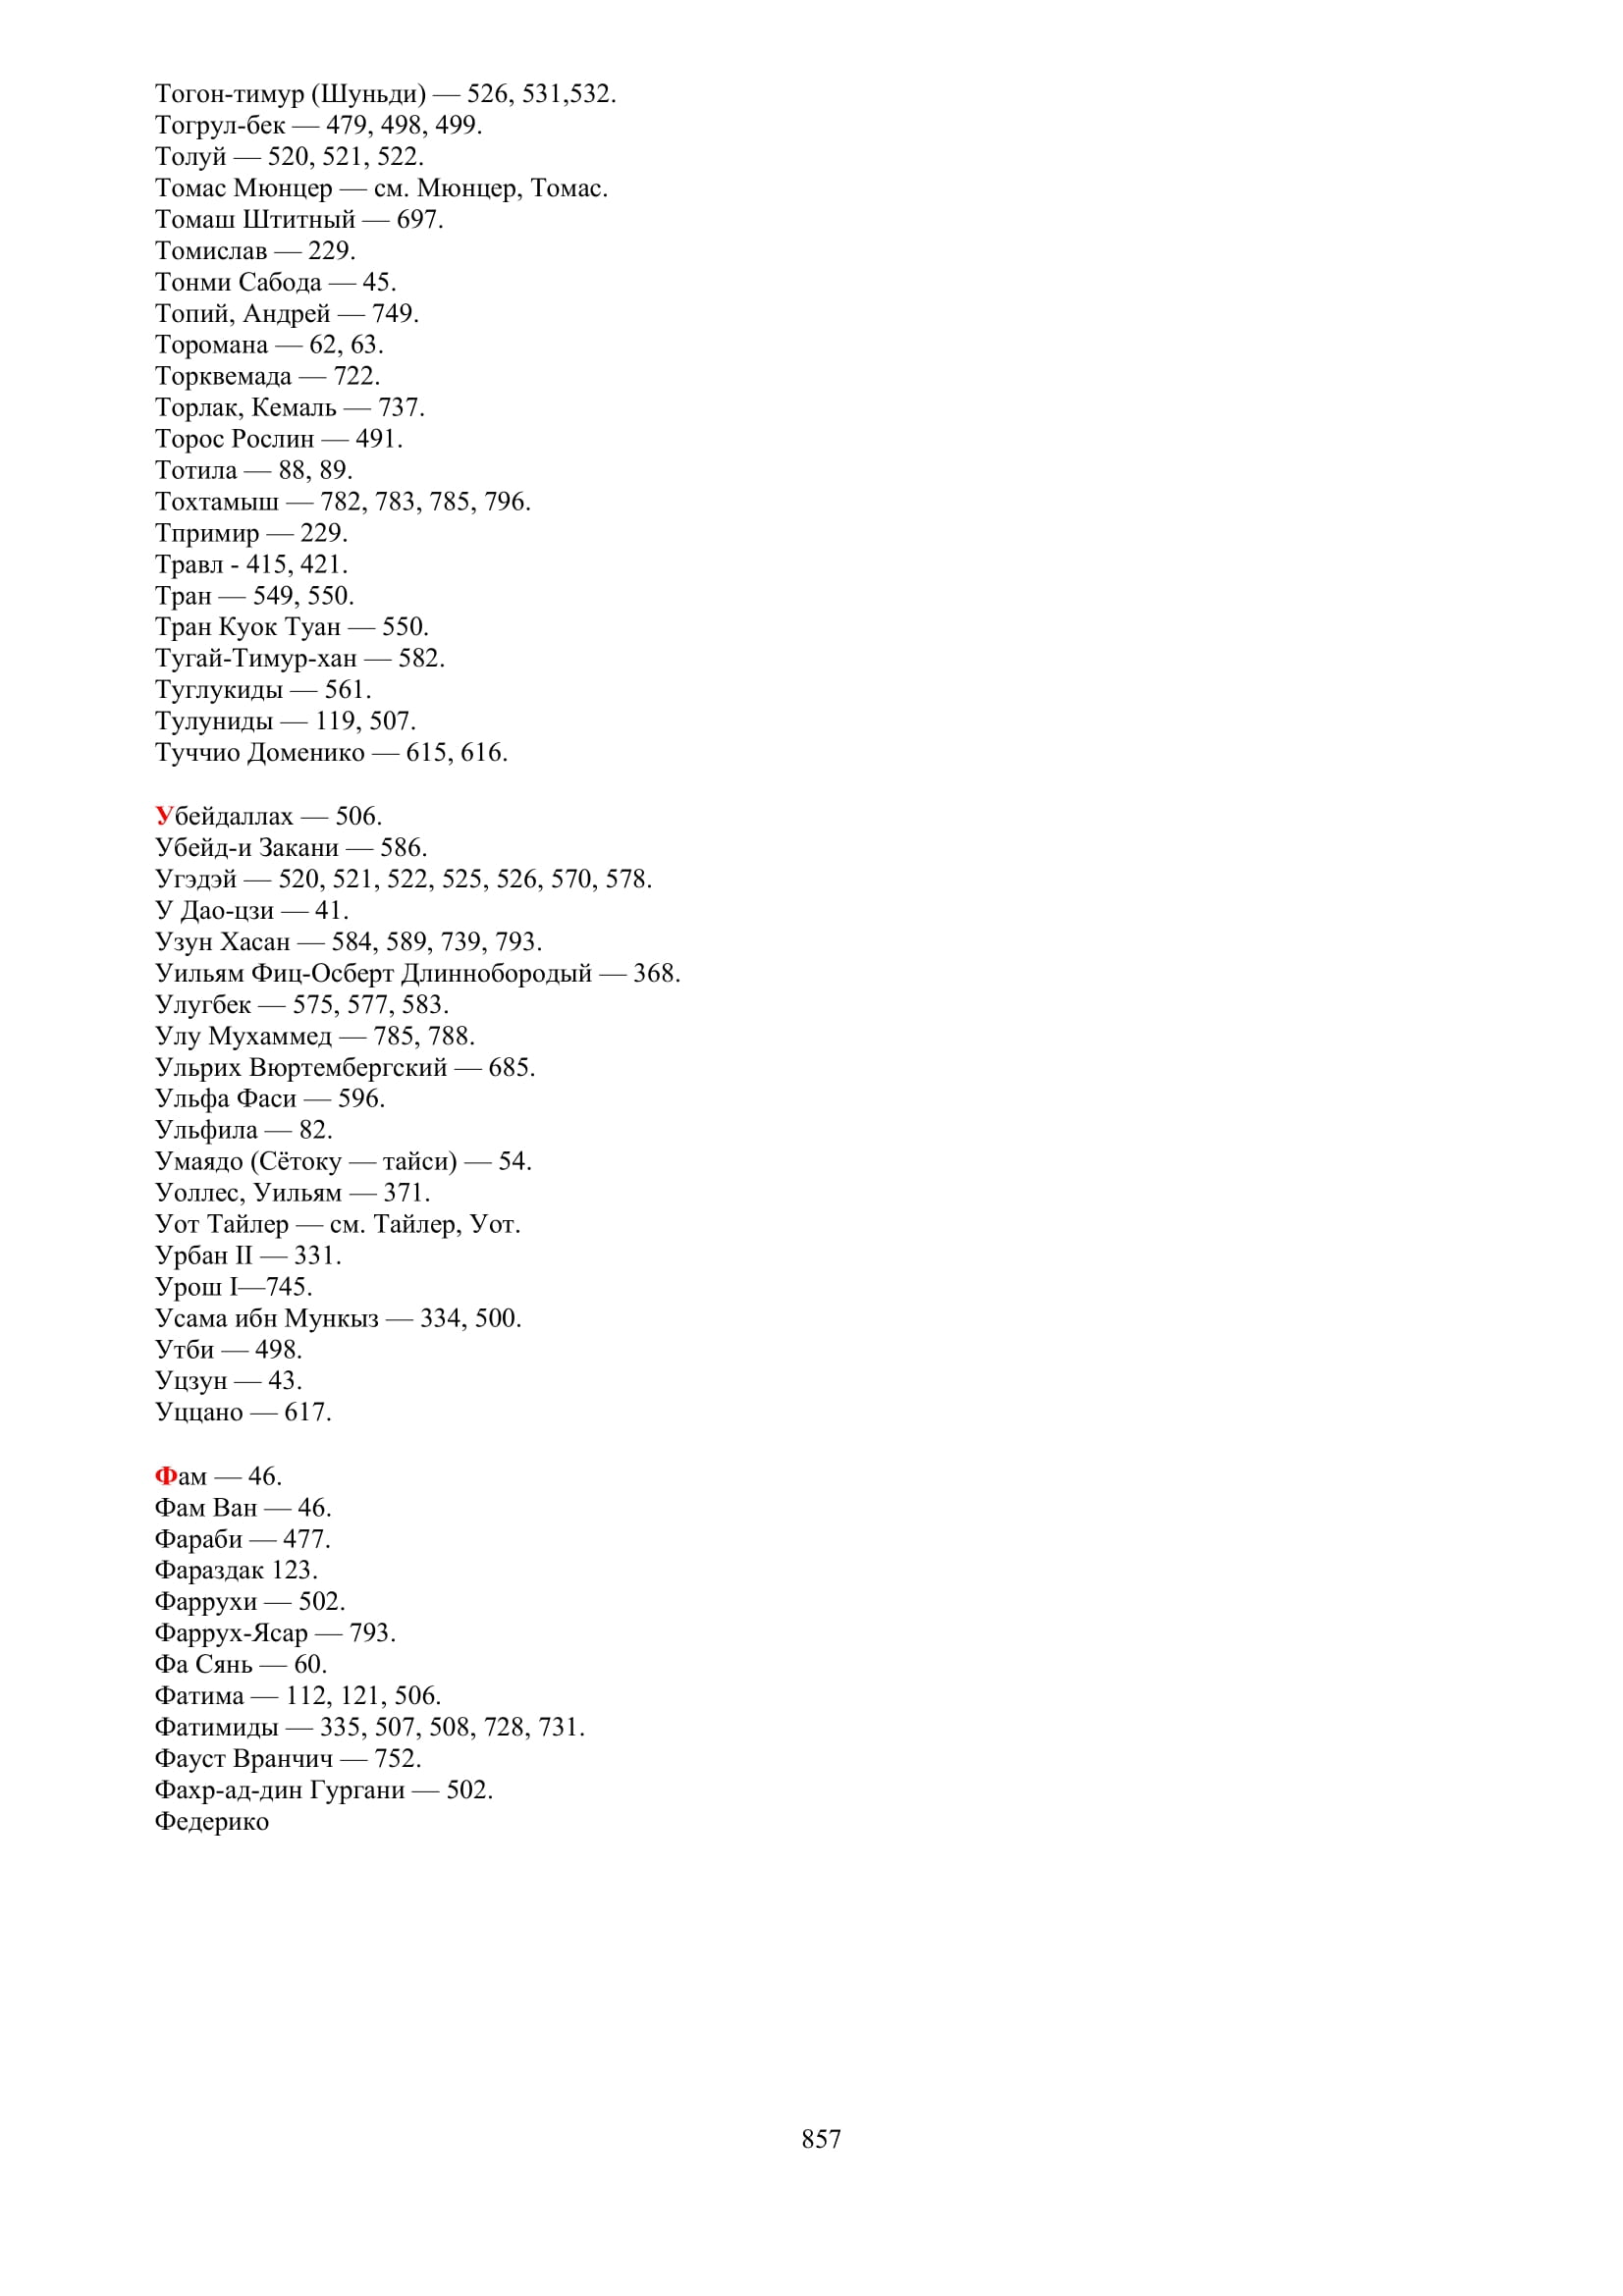 Тогон-тимур (Шуньди) — 526, 531,532.
Тогрул-бек — 479, 498, 499.
Толуй — 520, 521, 522.
Томас Мюнцер — см. Мюнцер, Томас.
Томаш Штитный — 697.
Томислав — 229.
Тонми Сабода — 45.
Топий, Андрей — 749.
Торомана — 62, 63.
Торквемада — 722.
Торлак, Кемаль — 737.
Торос Рослин — 491.
Тотила — 88, 89.
Тохтамыш — 782, 783, 785, 796.
Тпримир — 229.
Травл - 415, 421.
Тран — 549, 550.
Тран Куок Туан — 550.
Тугай-Тимур-хан — 582.
Туглукиды — 561.
Тулуниды — 119, 507.
Туччио Доменико — 615, 616.
Убейдаллах — 506.
Убейд-и Закани — 586.
Угэдэй — 520, 521, 522, 525, 526, 570, 578.
У Дао-цзи — 41.
Узун Хасан — 584, 589, 739, 793.
Уильям Фиц-Осберт Длиннобородый — 368.
Улугбек — 575, 577, 583.
Улу Мухаммед — 785, 788.
Ульрих Вюртембергский — 685.
Ульфа Фаси — 596.
Ульфила — 82.
Умаядо (Сётоку — тайси) — 54.
Уоллес, Уильям — 371.
Уот Тайлер — см. Тайлер, Уот.
Урбан II — 331.
Урош I—745.
Усама ибн Мункыз — 334, 500.
Утби — 498.
Уцзун — 43.
Уццано — 617.
Фам — 46.
Фам Ван — 46.
Фараби — 477.
Фараздак 123.
Фаррухи — 502.
Фаррух-Ясар — 793.
Фа Сянь — 60.
Фатима — 112, 121, 506.
Фатимиды — 335, 507, 508, 728, 731.
Фауст Вранчич — 752.
Фахр-ад-дин Гургани — 502.
Федерико
857